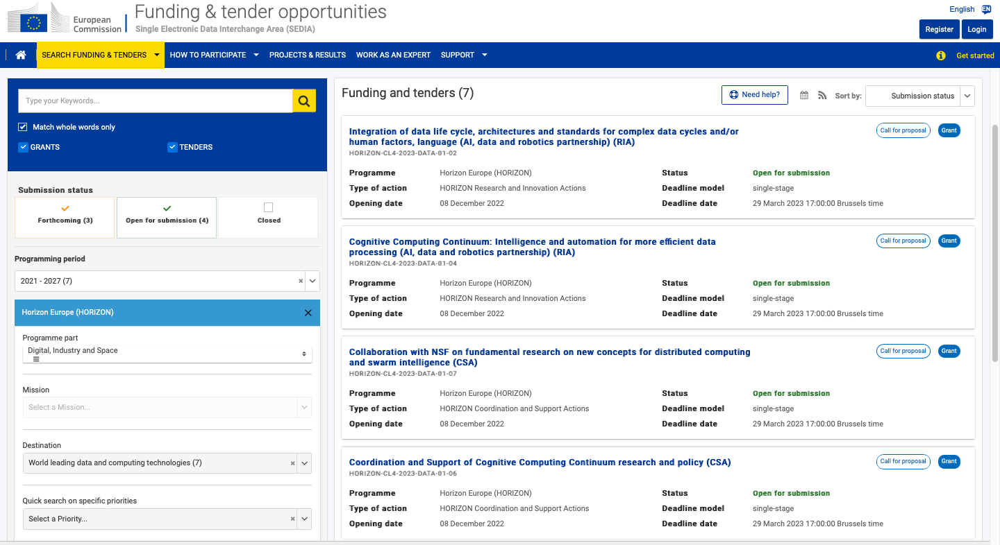 European
Commission
Funding & tender opportunities
Single Electronic Data Interchange Area (SEDIA)
English EN
Register Login
SEARCH FUNDING & TENDERS HOW TO PARTICIPATE PROJECTS & RESULTS WORK AS AN EXPERT SUPPORT Get started
Type your Keywords...
Match whole words only
GRANTS TENDERS
Submission status
Forthcoming (3) Open for submission (4) Closed
Programming period
2021 - 2027 (7) ×
Horizon Europe (HORIZON)
Programme part
Digital, Industry and Space
Mission
Select a Mission...
Destination
World leading data and computing technologies (7) ×
Quick search on specific priorities
Select a Priority... ×
Funding and tenders (7)
Need help? Sort by: Submission status
Integration of data life cycle, architectures and standards for complex data cycles and/or
human factors, language (AI, data and robotics partnership) (RIA)
Call for proposal Grant
HORIZON-CL4-2023-DATA-01-02
Programme Horizon Europe (HORIZON) Status Open for submission
Type of action HORIZON Research and Innovation Actions Deadline model single-stage
Opening date 08 December 2022 Deadline date 29 March 2023 17:00:00 Brussels time
Cognitive Computing Continuum: Intelligence and automation for more efficient data
processing (AI, data and robotics partnership) (RIA)
Call for proposal Grant
HORIZON-CL4-2023-DATA-01-04
Programme Horizon Europe (HORIZON) Status Open for submission
Type of action HORIZON Research and Innovation Actions Deadline model single-stage
Opening date 08 December 2022 Deadline date 29 March 2023 17:00:00 Brussels time
Collaboration with NSF on fundamental research on new concepts for distributed computing
and swarm intelligence (CSA)
Call for proposal Grant
HORIZON-CL4-2023-DATA-01-07
Programme Horizon Europe (HORIZON) Status Open for submission
Type of action HORIZON Coordination and Support Actions Deadline model single-stage
Opening date 08 December 2022 Deadline date 29 March 2023 17:00:00 Brussels time
Coordination and Support of Cognitive Computing Continuum research and policy (CSA)
Call for proposal Grant
HORIZON-CL4-2023-DATA-01-06
Programme Horizon Europe (HORIZON) Status Open for submission
Type of action HORIZON Coordination and Support Actions Deadline model single-stage
Opening date 08 December 2022 Deadline date 29 March 2023 17:00:00 Brussels time